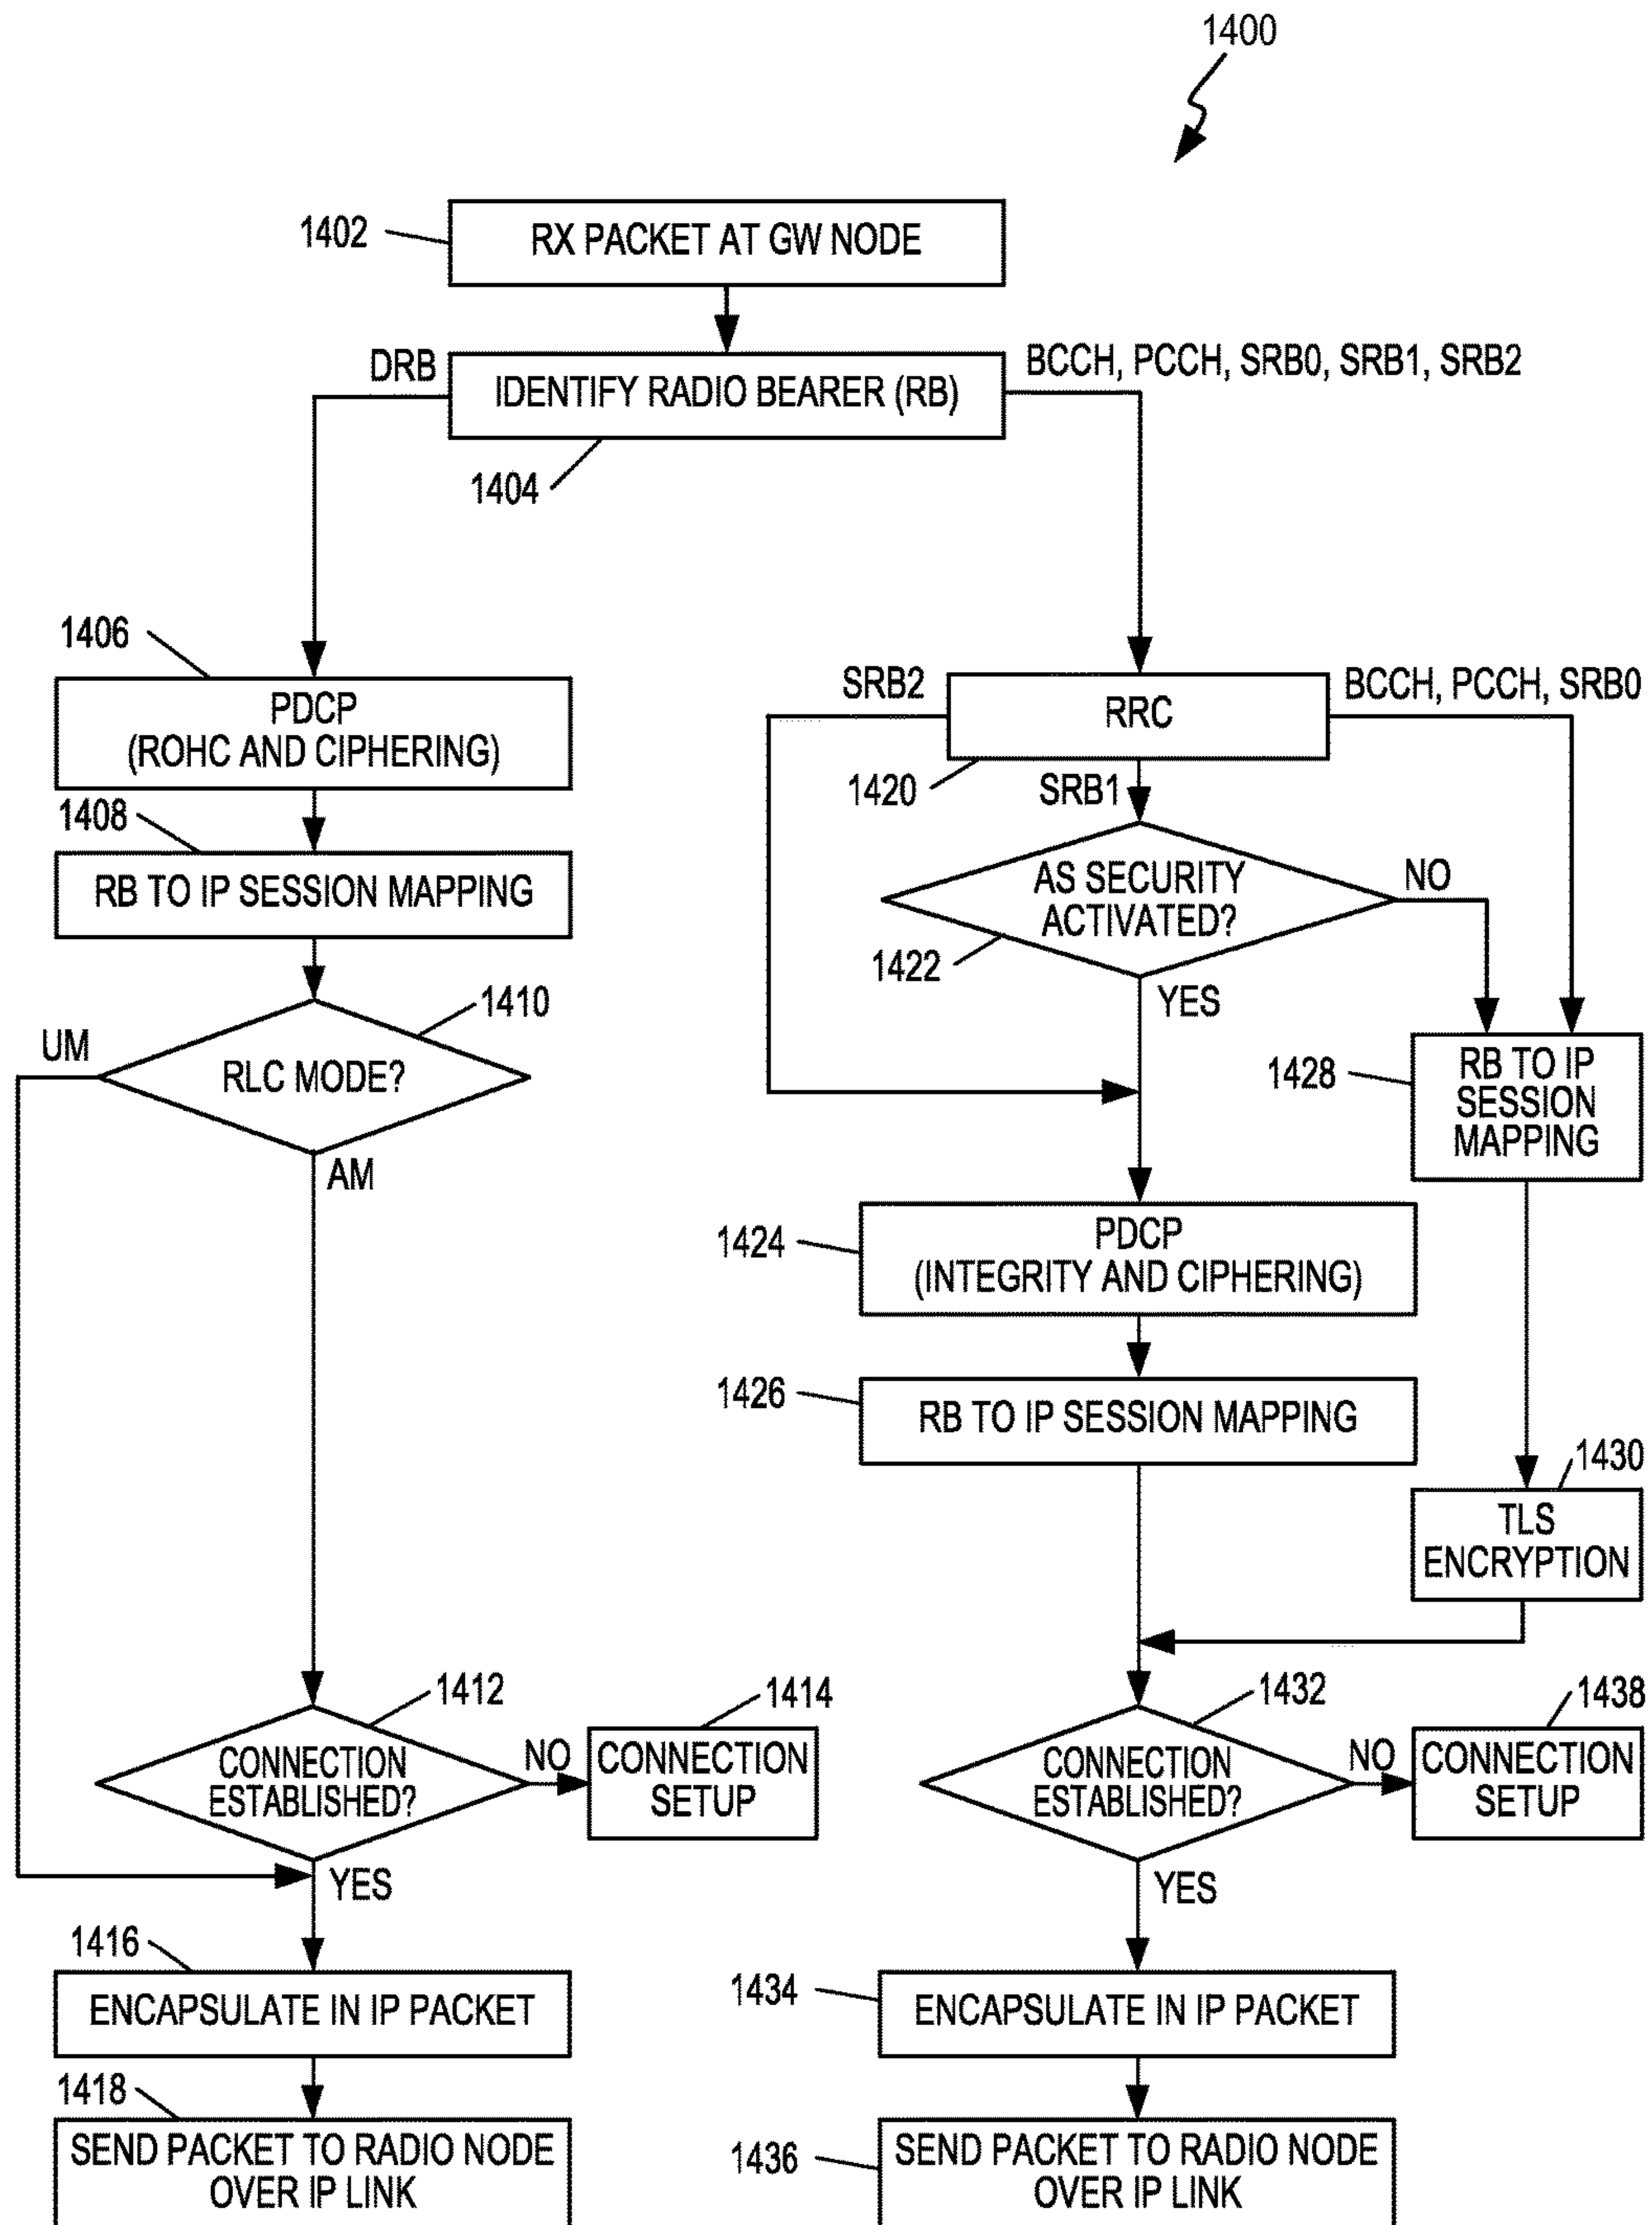 1400
1402
RX PACKET AT GW NODE
DRB
BCCH, PCCH, SRB0, SRB1, SRB2
IDENTIFY RADIO BEARER (RB)
1404
1406
PDCP
(ROHC AND CIPHERING)
1408
RB TO IP SESSION MAPPING
1410
UM
RLC MODE?
AM
SRB2
RRC
BCCH, PCCH, SRB0
1420
SRB1
AS SECURITY
ACTIVATED?
NO
1422
YES
1428
RB TO IP
SESSION
MAPPING
1424
PDCP
(INTEGRITY AND CIPHERING)
1426
RB TO IP SESSION MAPPING
1430
TLS
ENCRYPTION
1412
CONNECTION
ESTABLISHED?
NO
1414
CONNECTION
SETUP
YES
1432
CONNECTION
ESTABLISHED?
NO
1438
CONNECTION
SETUP
YES
1416
ENCAPSULATE IN IP PACKET
1418
SEND PACKET TO RADIO NODE
OVER IP LINK
1434
ENCAPSULATE IN IP PACKET
1436
SEND PACKET TO RADIO NODE
OVER IP LINK